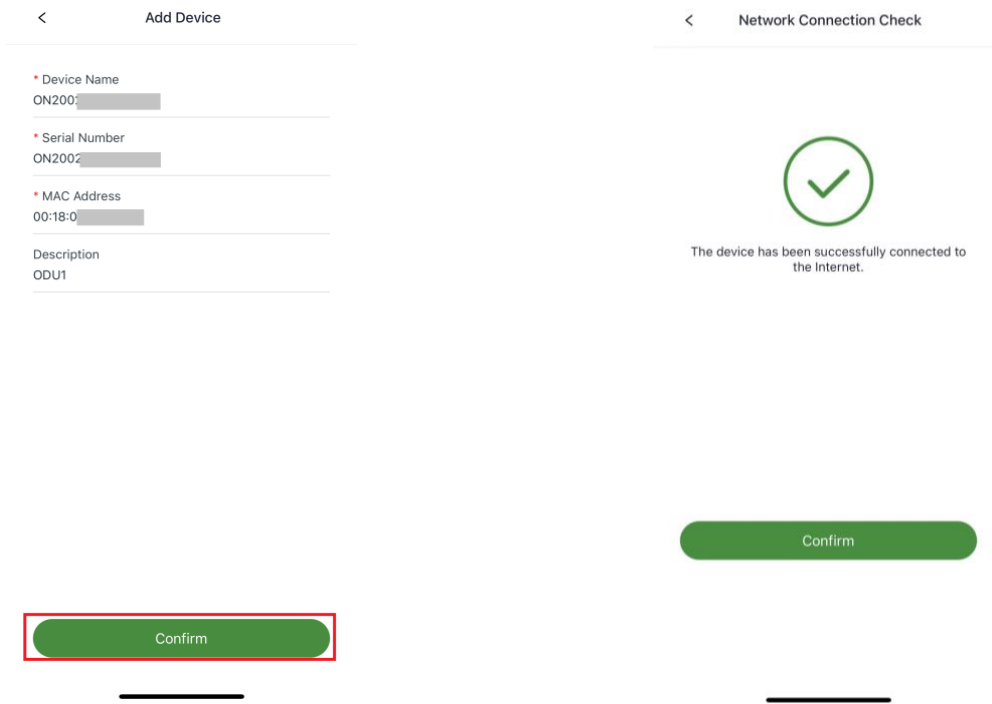 Add Device
* Device Name
ON200
* Serial Number
ON2002
* MAC Address
00:18:0
Description
ODU1
Confirm
Network Connection Check
The device has been successfully connected to
the Internet.
Confirm